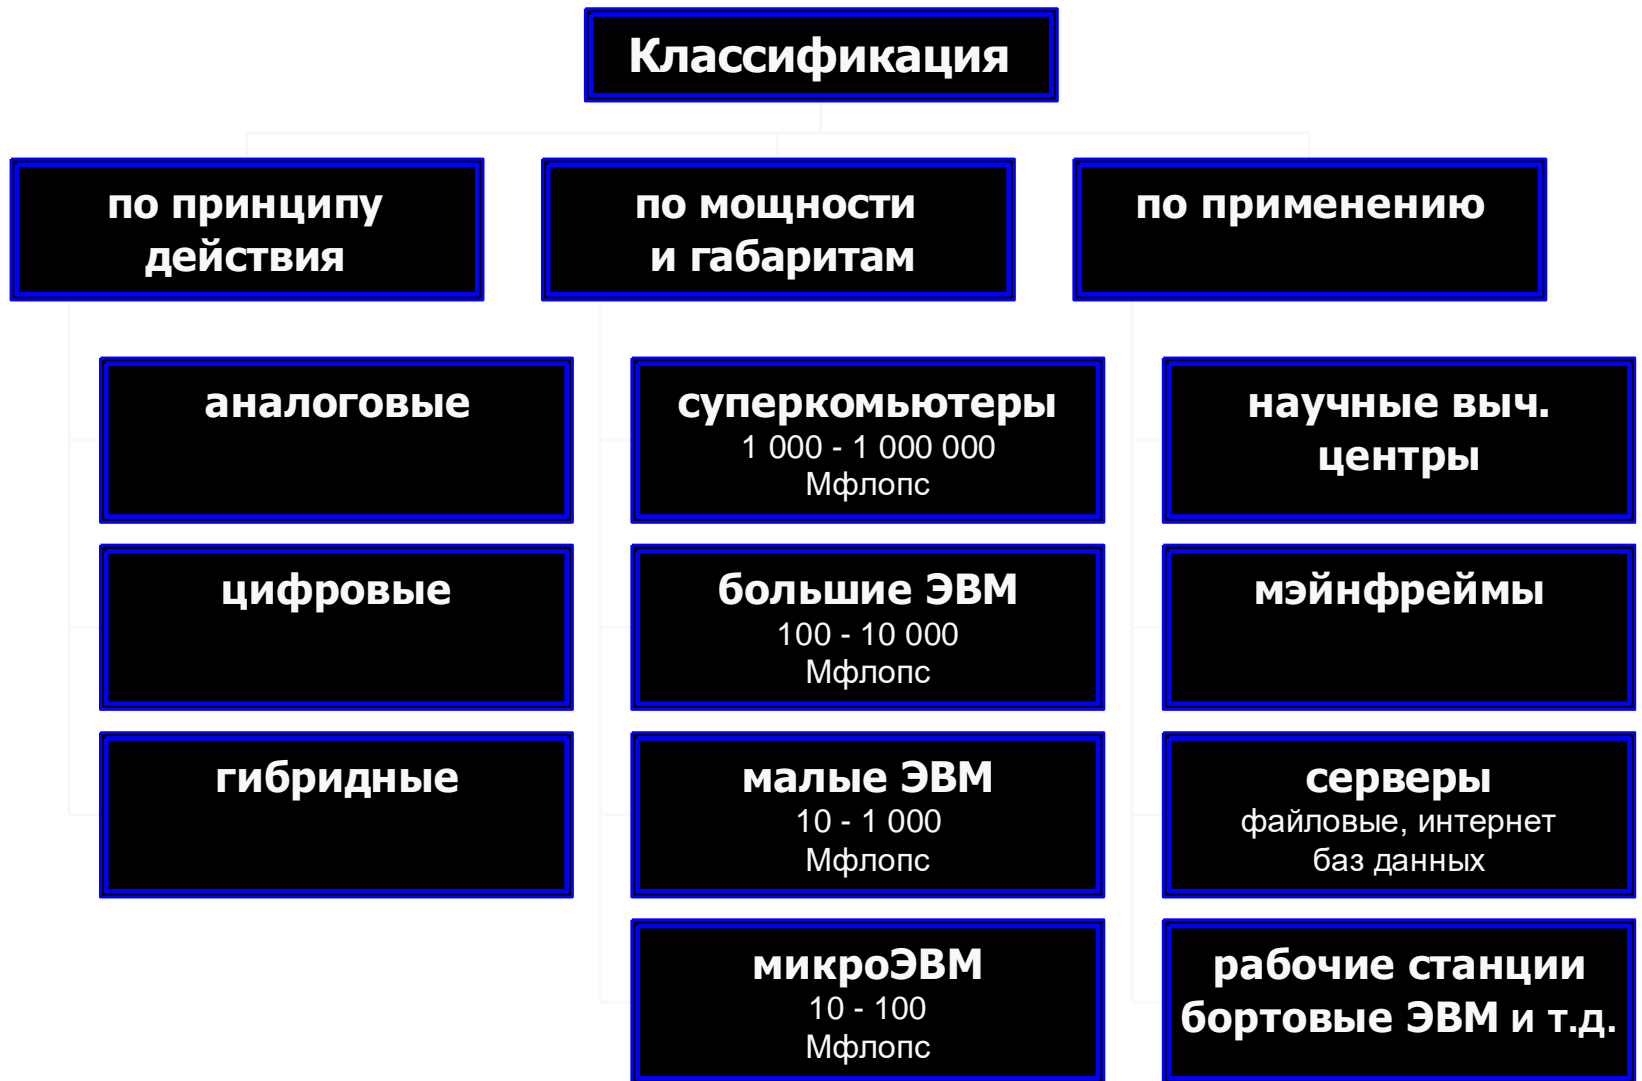 Классификация
по принципу
действия
по мощности
и габаритам
по применению
аналоговые
цифровые
гибридные
суперкомьютеры
1 000 - 1 000 000
Мфлопс
большие ЭВМ
100 - 10 000
Мфлопс
малые ЭВМ
10 - 1 000
Мфлопс
микроЭВМ
10 - 100
Мфлопс
научные выч.
центры
мэйнфреймы
серверы
файловые, интернет
баз данных
рабочие станции
бортовые ЭВМ и т.д.